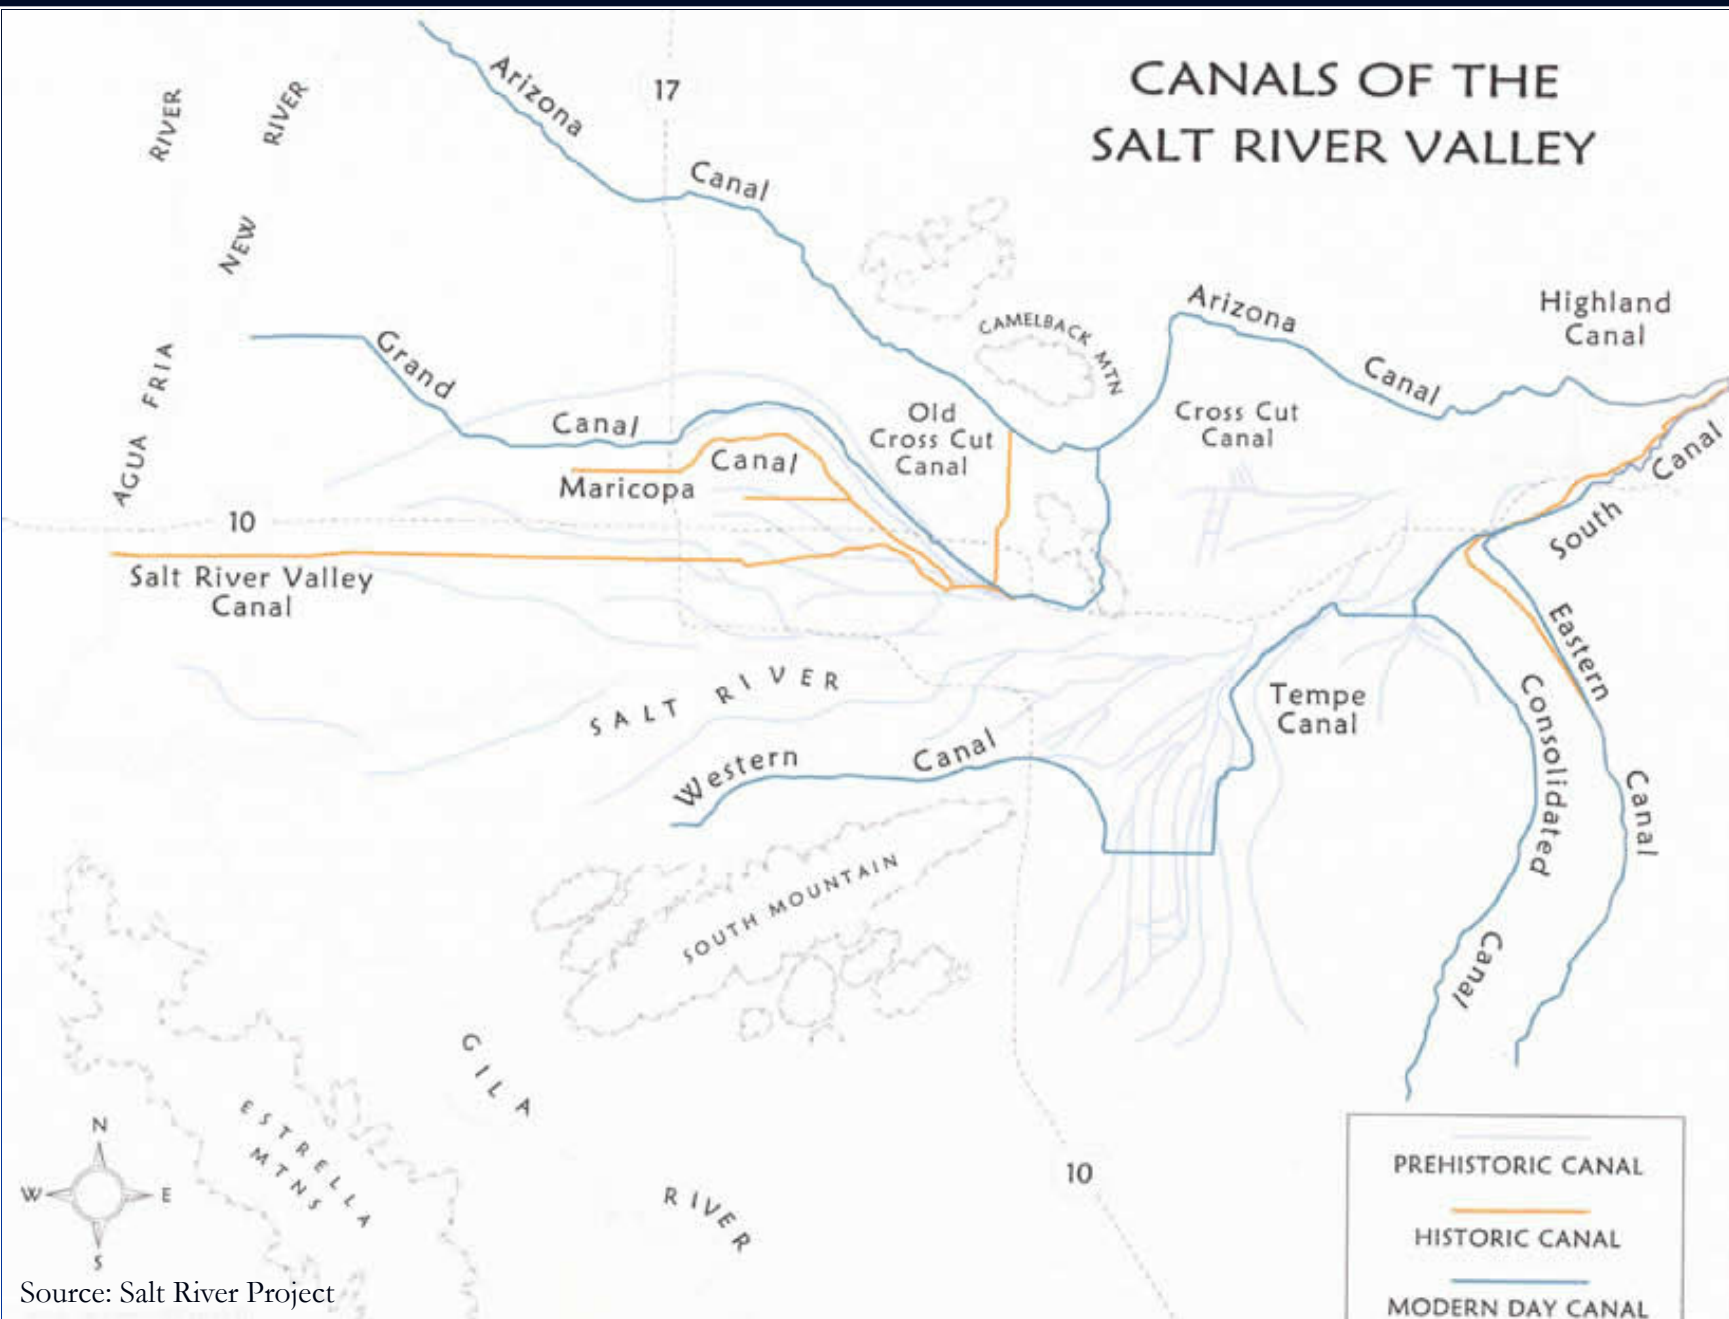 CANALS OF THE
SALT RIVER VALLEY
Arizona
Canal
17
RIVER
RIVER
NEW
AGUA FRIA
Arizona
Canal
Highland
Canal
CAMELBACK MTN
Grand
Canal
Old
Cross Cut
Canal
Cross Cut
Canal
Canal
Maricopa
South
Canal
10
Salt River Valley
Canal
Eastern
Canal
SALT RIVER
Tempe
Canal
Consolidated
Canal
Western
Canal
SOUTH MOUNTAIN
GILA
RIVER
ESTRELLA
MTNS
10
N
W
E
S
PREHISTORIC CANAL
HISTORIC CANAL
MODERN DAY CANAL
Source: Salt River Project